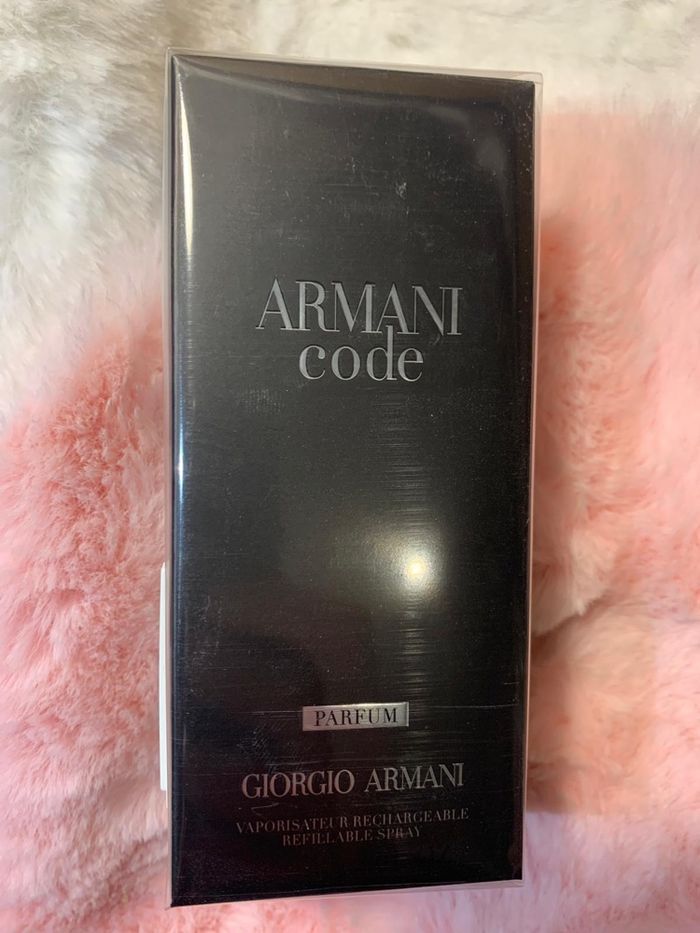 ARMANI
code
PARFUM
GIORGIO ARMANI
VAPORISATEUR RECHARGEABLE
REFILLABLE SPRAY